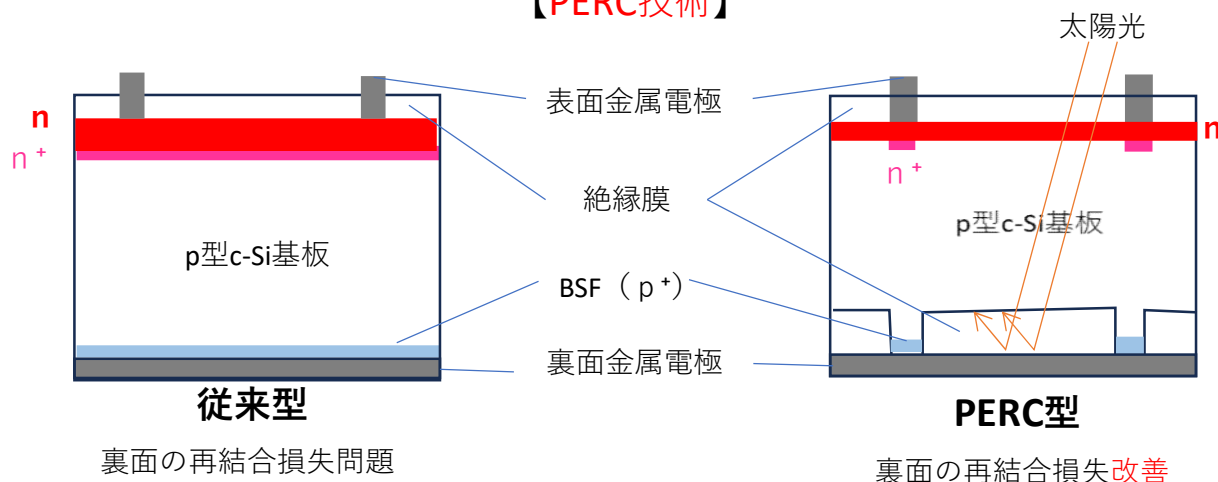 【PERC技術】
太陽光
表面金属電極
n
n
n⁺
n⁺
絶縁膜
p型c-Si基板
p型c-Si基板
BSF（p⁺）
裏面金属電極
従来型
PERC型
裏面の再結合損失問題
裏面の再結合損失改善